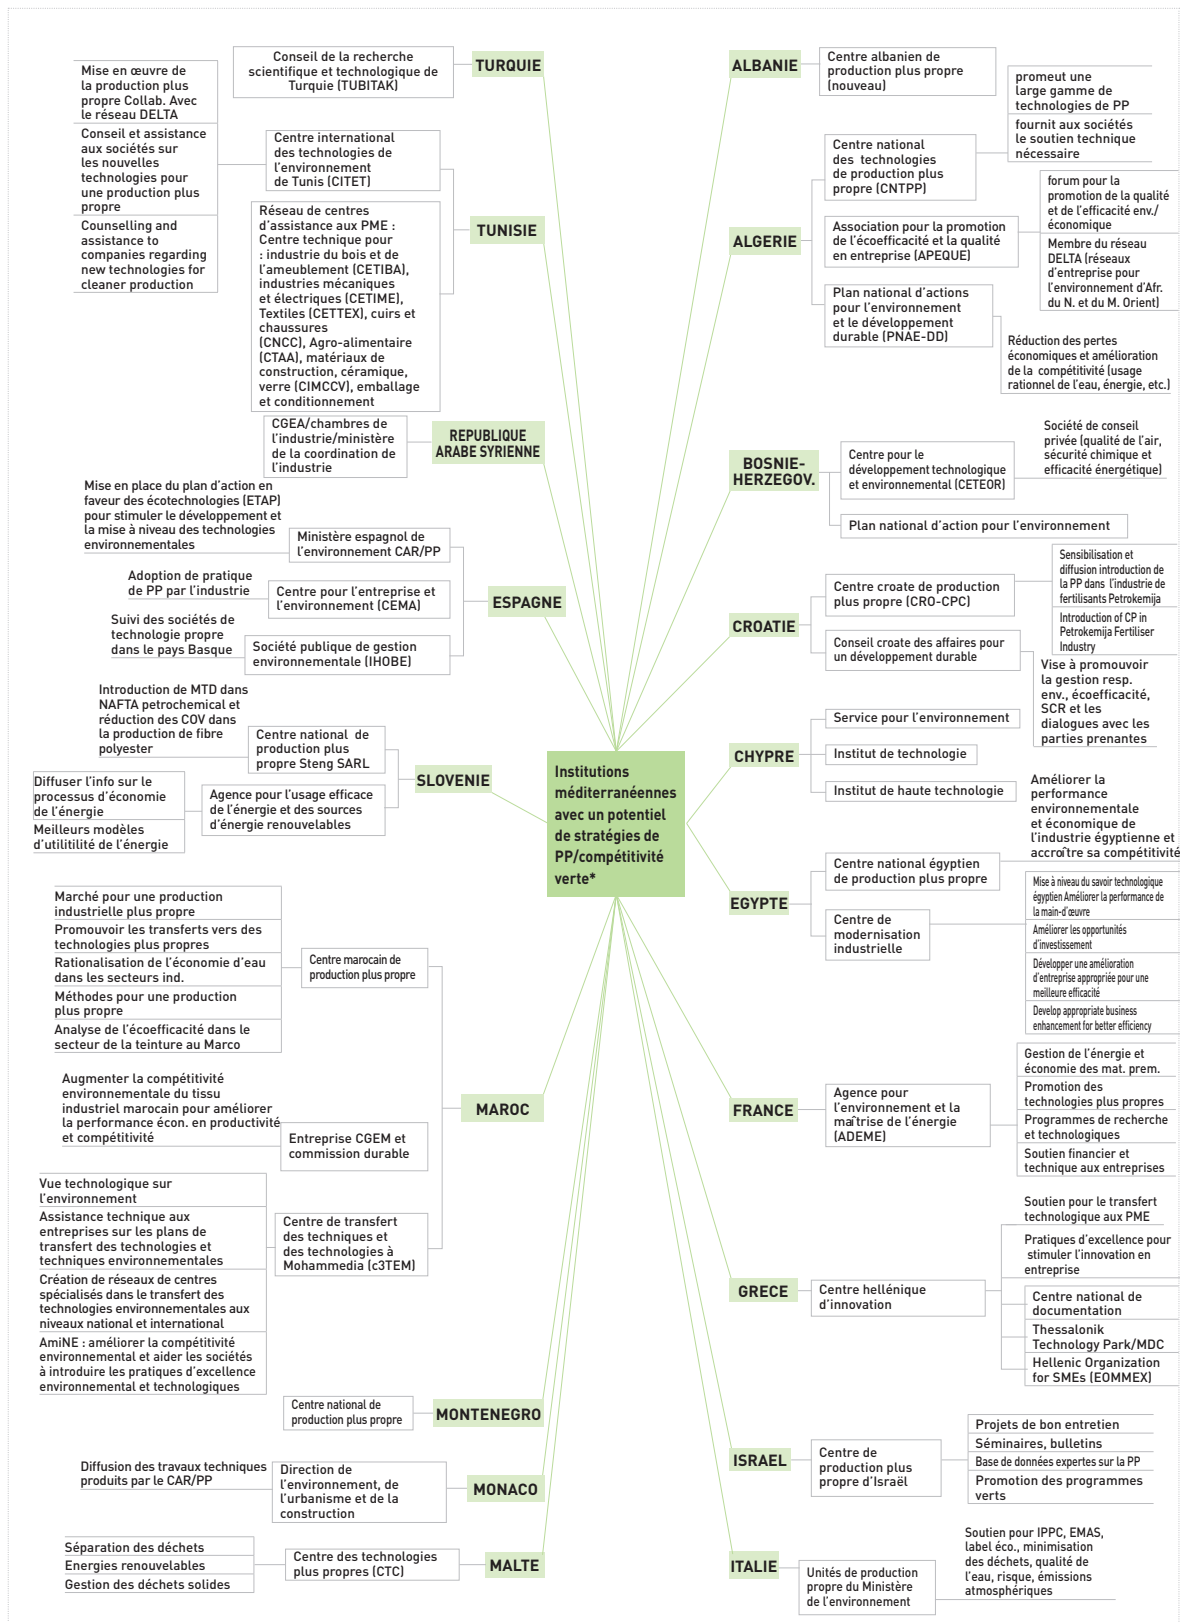 TURQUIE
Conseil de la recherche
scientifique et technologique de
Turquie (TUBITAK)
TUNISIE
Centre international
des technologies de
l'environnement
de Tunis (CITET)
Mise en œuvre de
la production plus
propre Collab. Avec
le réseau DELTA
Conseil et assistance
aux sociétés sur
les nouvelles
technologies pour
une production plus
propre
Counselling and
assistance to
companies regarding
new technologies for
cleaner production
Réseau de centres
d'assistance aux PME :
Centre technique pour
: industrie du bois et de
l'ameublement (CETIBA),
industries mécaniques
et électriques (CETIME),
Textiles (CETTEX), cuirs et
chaussures
(CNCC), Agro-alimentaire
(CTAA), matériaux de
construction, céramique,
verre (CIMCCV), emballage
et conditionnement
REPUBLIQUE
ARABE SYRIENNE
CGEA/chambres de
l'industrie/ministère
de la coordination de
l'industrie
ESPAGNE
Ministère espagnol de
l'environnement CAR/PP
Mise en place du plan d'action en
faveur des écotechnologies (ETAP)
pour stimuler le développement et
la mise à niveau des technologies
environnementales
Centre pour l'entreprise et
l'environnement (CEMA)
Adoption de pratique
de PP par l'industrie
Société publique de gestion
environnementale (IHOBE)
Suivi des sociétés de
technologie propre
dans le pays Basque
SLOVENIE
Centre national de
production plus
propre Steng SARL
Introduction de MTD dans
NAFTA petrochemical et
réduction des COV dans
la production de fibre
polyester
Agence pour l'usage efficace
de l'énergie et des sources
d'énergie renouvelables
Diffuser l'info sur le
processus d'économie
de l'énergie
Meilleurs modèles
d'utilitilité de l'énergie
MAROC
Centre marocain de
production plus propre
Marché pour une production
industrielle plus propre
Promouvoir les transferts vers des
technologies plus propres
Rationalisation de l'économie d'eau
dans les secteurs ind.
Méthodes pour une production
plus propre
Analyse de l'écoefficacité dans le
secteur de la teinture au Marco
Entreprise CGEM et
commission durable
Augmenter la compétitivité
environnementale du tissu
industriel marocain pour améliorer
la performance écon. en productivité
et compétitivité
Centre de transfert
des techniques et
des technologies à
Mohammedia (c3TEM)
Vue technologique sur
l'environnement
Assistance technique aux
entreprises sur les plans de
transfert des technologies et
techniques environnementales
Création de réseaux de centres
spécialisés dans le transfert des
technologies environnementales aux
niveaux national et international
AmiNE : améliorer la compétitivité
environnemental et aider les sociétés
à introduire les pratiques d'excellence
environnemental et technologiques
MONTENEGRO
Centre national de
production plus propre
MONACO
Direction de
l'environnement, de
l'urbanisme et de la
construction
Diffusion des travaux techniques
produits par le CAR/PP
MALTE
Centre des technologies
plus propres (CTC)
Séparation des déchets
Energies renouvelables
Gestion des déchets solides
Institutions
méditerranéennes
avec un potentiel
de stratégies de
PP/compétitivité
verte*
ALBANIE
Centre albanien de
production plus propre
(nouveau)
ALGERIE
Centre national
des technologies
de production plus
propre (CNTPP)
promeut une
large gamme de
technologies de PP
fournit aux sociétés
le soutien technique
nécessaire
Association pour la promotion
de l'écoefficacité et la qualité
en entreprise (APEQUE)
forum pour la
promotion de la qualité
et de l'efficacité env./
économique
Membre du réseau
DELTA (réseaux
d'entreprise pour
l'environnement d'Afr.
du N. et du M. Orient)
Plan national d'actions
pour l'environnement
et le développement
durable (PNAE-DD)
Réduction des pertes
économiques et amélioration
de la compétitivité (usage
rationnel de l'eau, énergie, etc.)
BOSNIE-
HERZEGOV.
Centre pour le
développement technologique
et environnemental (CETEOR)
Société de conseil
privée (qualité de l'air,
sécurité chimique et
efficacité energétique)
Plan national d'action pour l'environnement
CROATIE
Centre croate de production
plus propre (CRO-CPC)
Sensibilisation et
diffusion introduction de
la PP dans l'industrie de
fertilisants Petrokemija
Introduction of CP in
Petrokemija Fertiliser
Industry
Conseil croate des affaires pour
un développement durable
Vise à promouvoir
la gestion resp.
env., écoefficacité,
SCR et les
dialogues avec les
parties prenantes
CHYPRE
Service pour l'environnement
Institut de technologie
Institut de haute technologie
EGYPTE
Centre national égyptien
de production plus propre
Améliorer la
performance
environnementale
et économique de
l'industrie égyptienne et
accroître sa compétitivité
Centre de
modernisation
industrielle
Mise à niveau du savoir technologique
égyptien Améliorer la performance de
la main-d'œuvre
Améliorer les opportunités
d'investissement
Développer une amélioration
d'entreprise appropriée pour une
meilleure efficacité
Develop appropriate business
enhancement for better efficiency
FRANCE
Agence pour
l'environnement et la
maîtrise de l'énergie
(ADEME)
Gestion de l'énergie et
économie des mat. prem.
Promotion des
technologies plus propres
Programmes de recherche
et technologiques
Soutien financier et
technique aux entreprises
GRECE
Centre hellénique
d'innovation
Soutien pour le transfert
technologique aux PME
Pratiques d'excellence pour
stimuler l'innovation en
entreprise
Centre national de
documentation
Thessalonik
Technology Park/MDC
Hellenic Organization
for SMEs (EOMMEX)
ISRAEL
Centre de
production plus
propre d'Israël
Projets de bon entretien
Séminaires, bulletins
Base de données expertes sur la PP
Promotion des programmes
verts
ITALIE
Unités de production
propre du Ministère
de l'environnement
Soutien pour IPPC, EMAS,
label éco., minimisation
des déchets, qualité de
l'eau, risque, émissions
atmosphériques